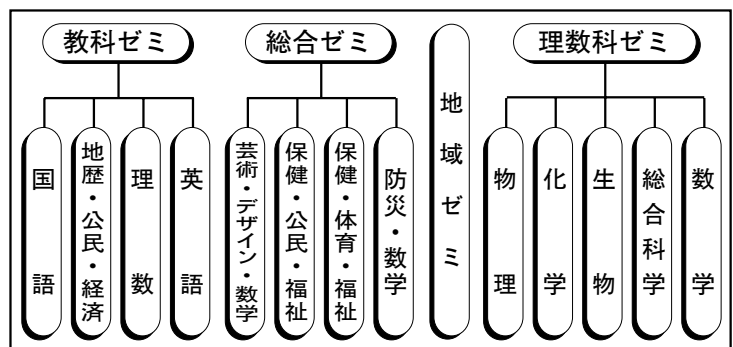 教科ゼミ
国語
地歴・公民・経済
理数
英語
総合ゼミ
芸術・デザイン・数学
保健・公民・福祉
保健・体育・福祉
防災・数学
地域ゼミ
理数科ゼミ
物理
化学
生物
総合科学
数学